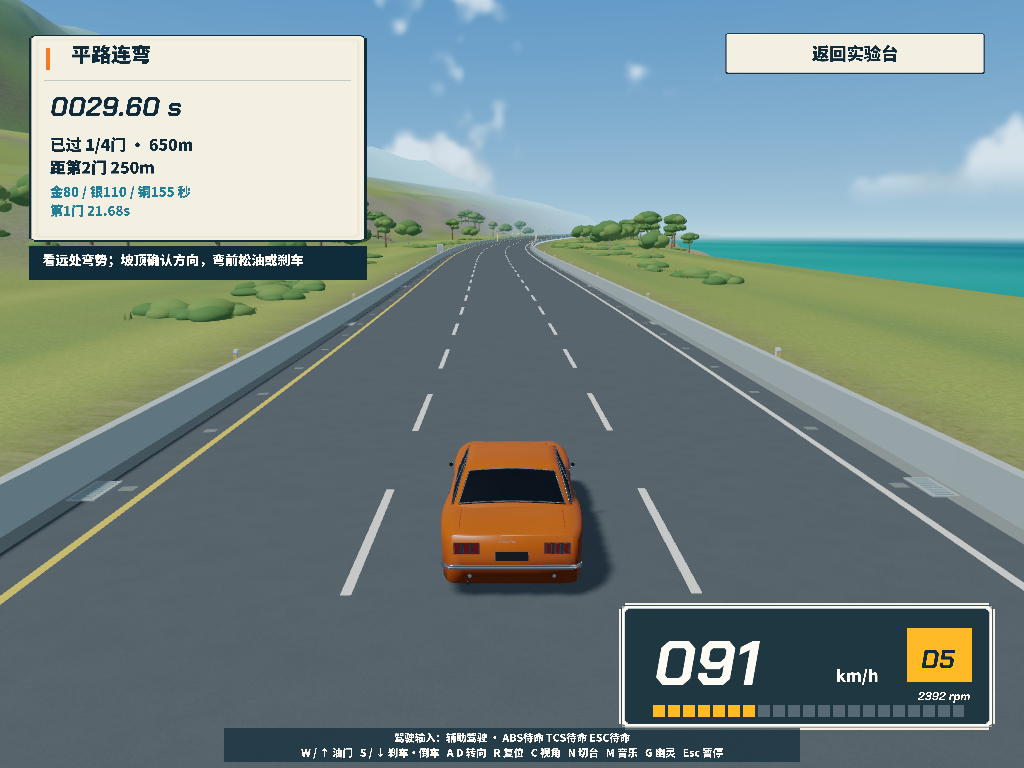 平路连弯
0029.60 s
已过 1/4门 · 650m
距第2门 250m
金80 / 银110 / 铜155 秒
第1门 21.68s
看远处弯势；坡顶确认方向，弯前松油或刹车
返回实验台
091 km/h D5
2392 rpm
驾驶输入：辅助驾驶 · ABS待命 TCS待命 ESC待命
W / ↑ 油门 S / ↓ 刹车·倒车 A D 转向 R 复位 C 视角 N 切台 M 音乐 G 幽灵 Esc 暂停